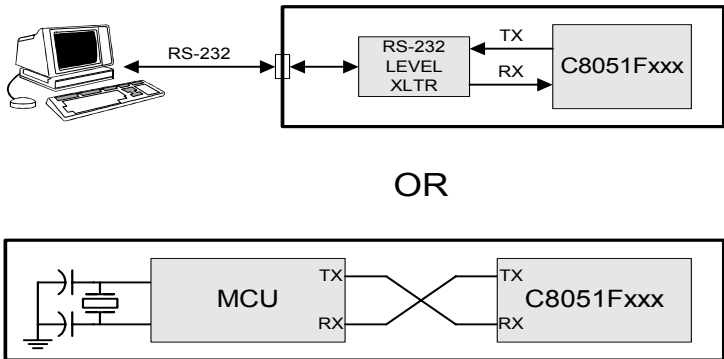 RS-232
RS-232
LEVEL
XLTR
TX
RX
C8051Fxxx
OR
MCU
TX
RX
TX
RX
C8051Fxxx